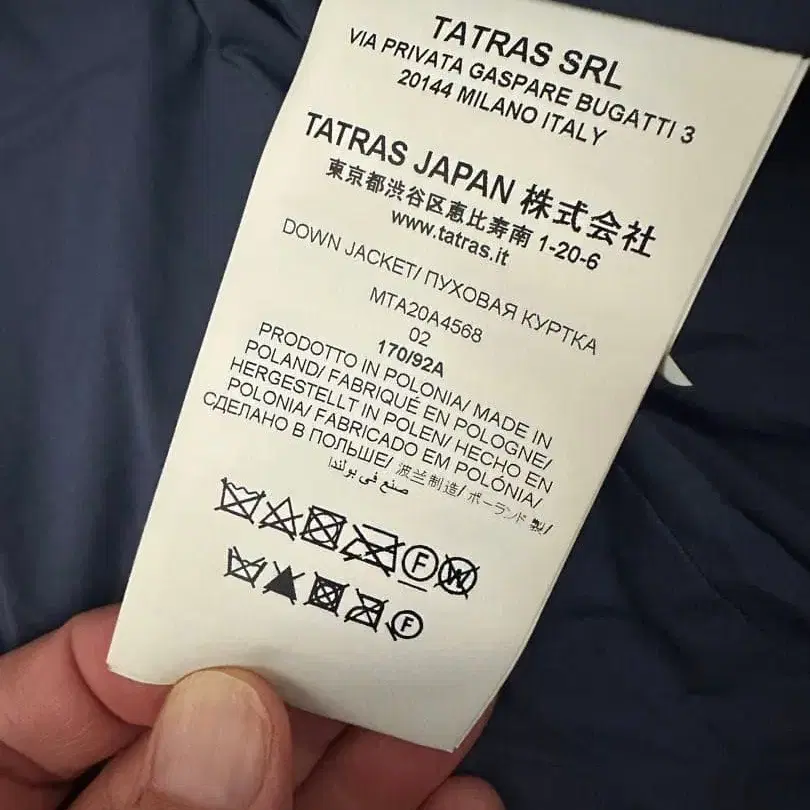 TATRAS SRL
VIA PRIVATA GASPARE BUGATTI 3
20144 MILANO ITALY
TATRAS JAPAN 株式会社
東京都渋谷区恵比寿南 1-20-6
www.tatras.it
DOWN JACKET/ ПУХОВАЯ КУРТКА
MTA20A4568
02
170/92A
PRODOTTO IN POLONIA/ MADE IN
POLAND/ FABRIQUÉ EN POLOGNE/
HERGESTELLT IN POLEN/ HECHO EN
POLONIA/ FABRICADO EM POLÓNIA/
СДЕЛАНО В ПОЛЬШЕ/ 波兰制造/ ポーランド 製/
صنع في بولندا
F W
F